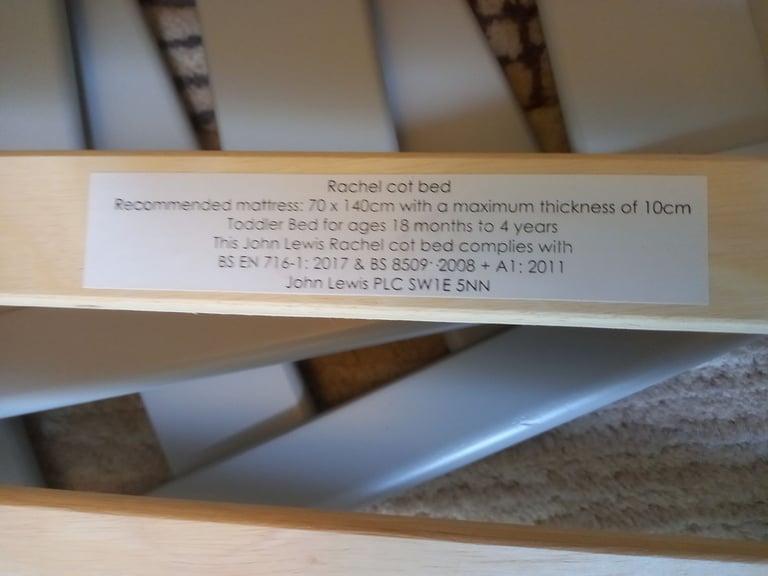 Rachel cot bed
Recommended mattress: 70 x 140cm with a maximum thickness of 10cm
Toddler Bed for ages 18 months to 4 years
This John Lewis Rachel cot bed complies with
BS EN 716-1: 2017 & BS 8509: 2008 + A1: 2011
John Lewis PLC SW1E 5NN